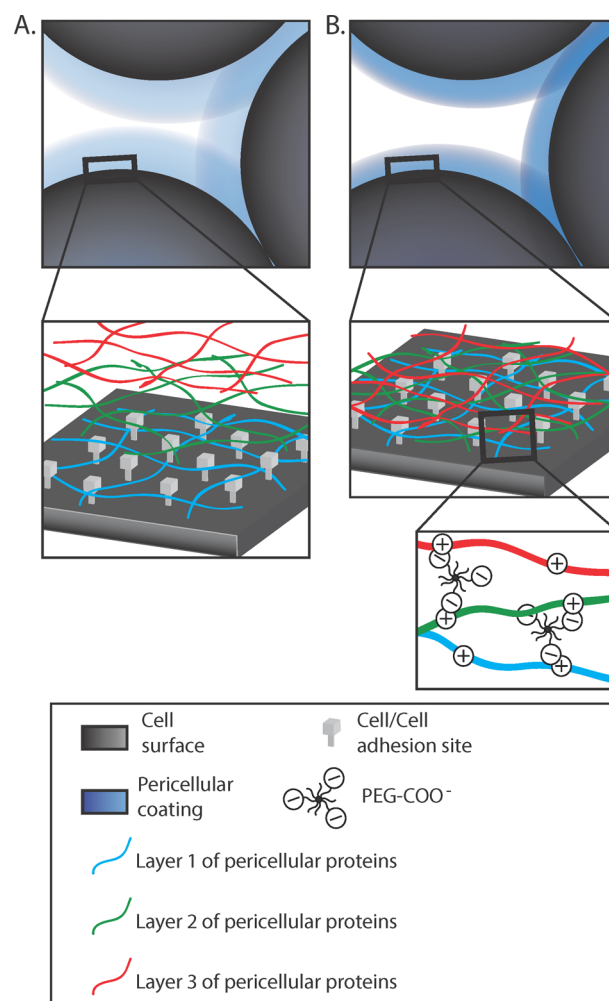 A.
B.
Cell
surface
Cell/Cell
adhesion site
Pericellular
coating
PEG-COO⁻
Layer 1 of pericellular proteins
Layer 2 of pericellular proteins
Layer 3 of pericellular proteins